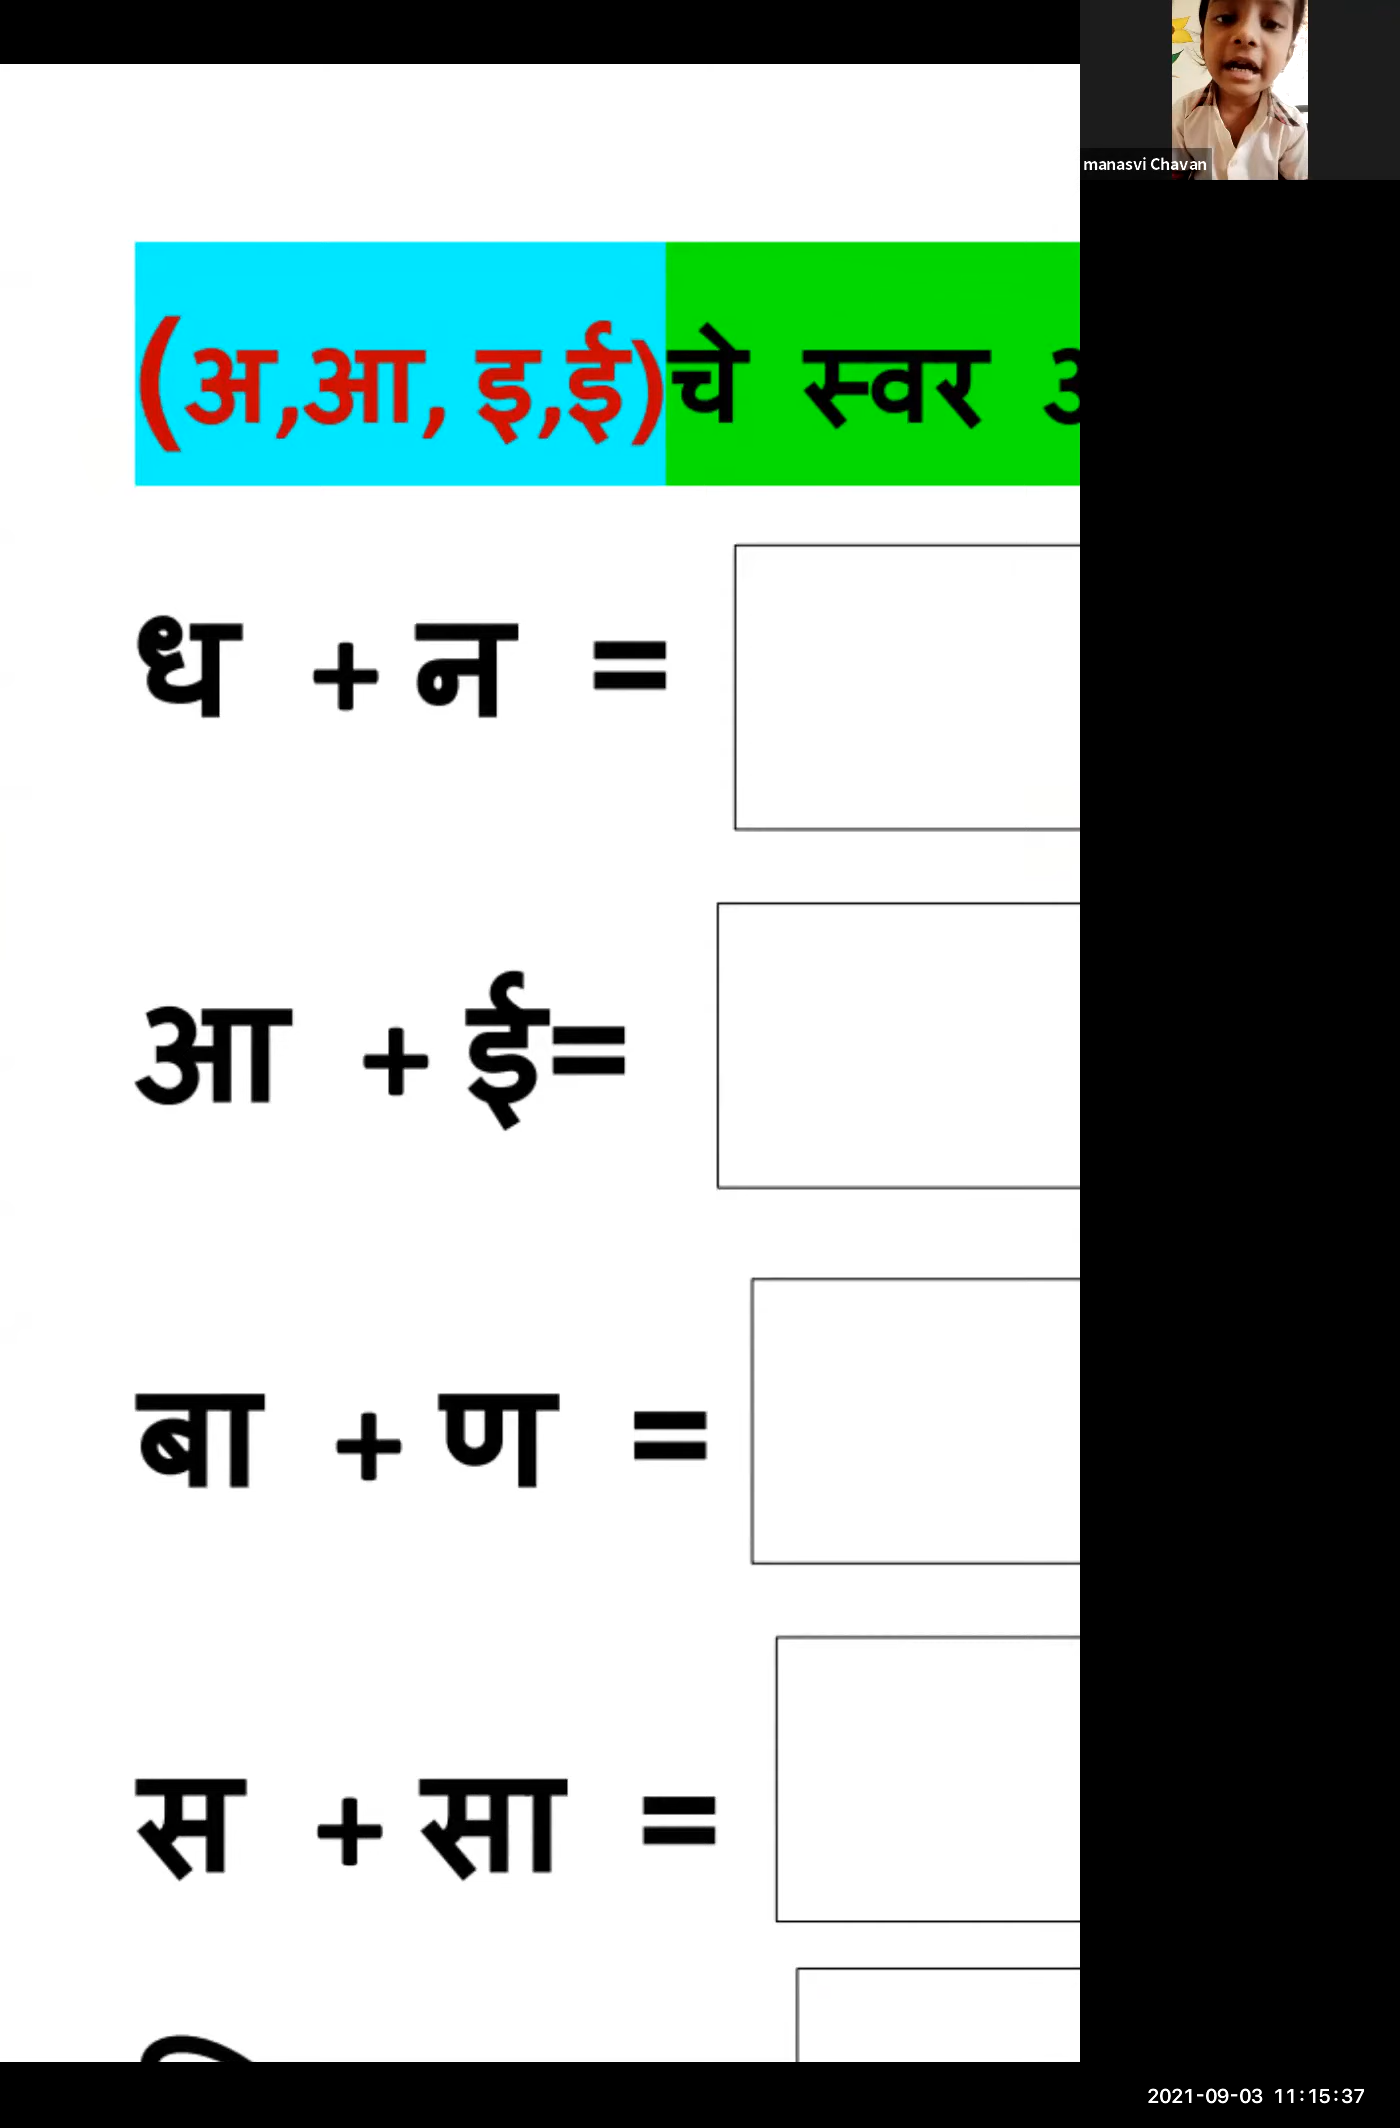 manasvi Chavan
(अ,आ, इ,ई)चे स्वर
ध + न =
आ + ई=
बा + ण =
स + सा =
2021-09-03 11:15:37